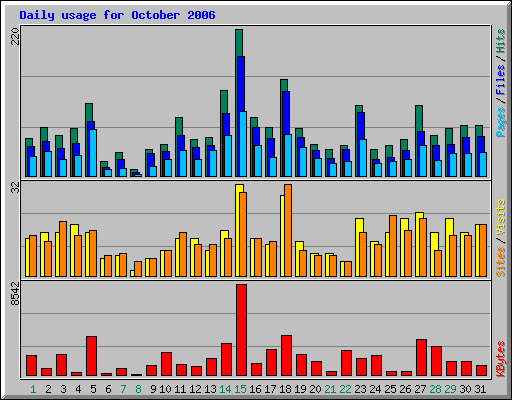 Daily usage for October 2006
220
Pages / Files / Hits
32
Sites / Visits
8542
KBytes
1 2 3 4 5 6 7 8 9 10 11 12 13 14 15 16 17 18 19 20 21 22 23 24 25 26 27 28 29 30 31